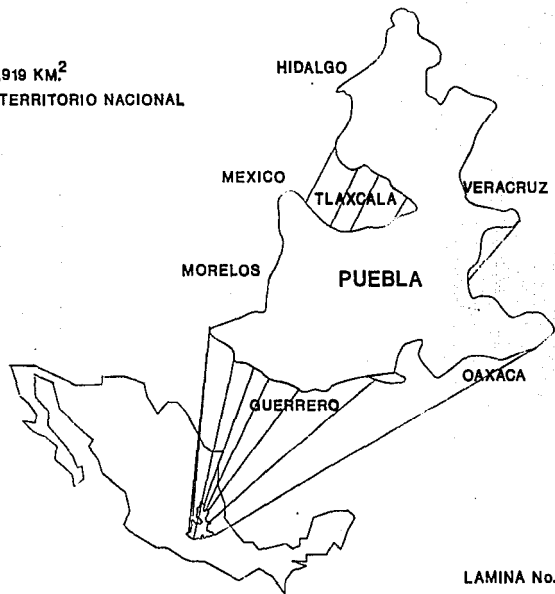 919 KM.²
TERRITORIO NACIONAL
HIDALGO
MEXICO
TLAXCALA
VERACRUZ
MORELOS
PUEBLA
OAXACA
GUERRERO
LAMINA No.